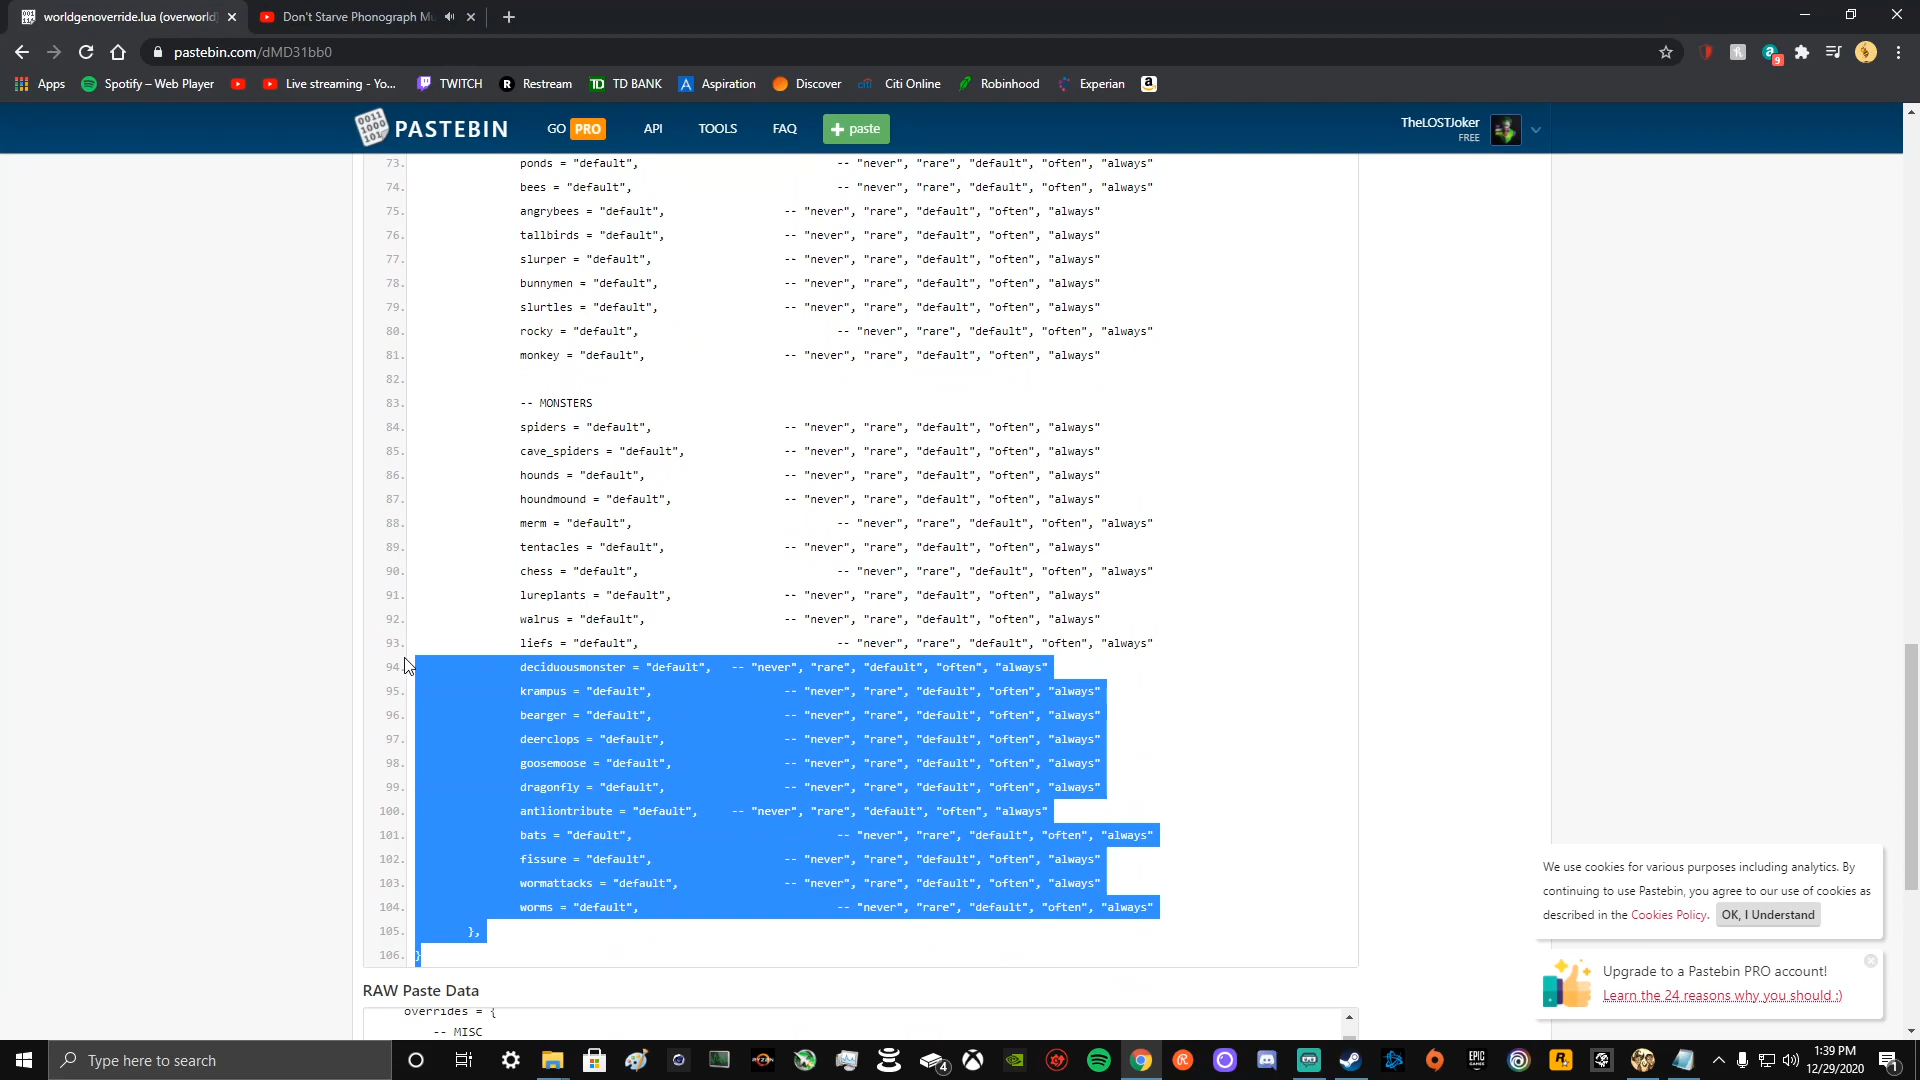 worldgenoverride.lua (overworld
Don't Starve Phonograph Mu
pastebin.com/dMD31bb0
9
Apps
Spotify – Web Player
Live streaming - Yo...
TWITCH
Restream
TD BANK
Aspiration
Discover
Citi Online
Robinhood
Experian
PASTEBIN
GO PRO
API
TOOLS
FAQ
+ paste
TheLOSTJoker
FREE
73. ponds = "default", -- "never", "rare", "default", "often", "always"
74. bees = "default", -- "never", "rare", "default", "often", "always"
75. angrybees = "default", -- "never", "rare", "default", "often", "always"
76. tallbirds = "default", -- "never", "rare", "default", "often", "always"
77. slurper = "default", -- "never", "rare", "default", "often", "always"
78. bunnymen = "default", -- "never", "rare", "default", "often", "always"
79. slurtles = "default", -- "never", "rare", "default", "often", "always"
80. rocky = "default", -- "never", "rare", "default", "often", "always"
81. monkey = "default", -- "never", "rare", "default", "often", "always"
82.
83. -- MONSTERS
84. spiders = "default", -- "never", "rare", "default", "often", "always"
85. cave_spiders = "default", -- "never", "rare", "default", "often", "always"
86. hounds = "default", -- "never", "rare", "default", "often", "always"
87. houndmound = "default", -- "never", "rare", "default", "often", "always"
88. merm = "default", -- "never", "rare", "default", "often", "always"
89. tentacles = "default", -- "never", "rare", "default", "often", "always"
90. chess = "default", -- "never", "rare", "default", "often", "always"
91. lureplants = "default", -- "never", "rare", "default", "often", "always"
92. walrus = "default", -- "never", "rare", "default", "often", "always"
93. liefs = "default", -- "never", "rare", "default", "often", "always"
94. deciduousmonster = "default", -- "never", "rare", "default", "often", "always"
95. krampus = "default", -- "never", "rare", "default", "often", "always"
96. bearger = "default", -- "never", "rare", "default", "often", "always"
97. deerclops = "default", -- "never", "rare", "default", "often", "always"
98. goosemoose = "default", -- "never", "rare", "default", "often", "always"
99. dragonfly = "default", -- "never", "rare", "default", "often", "always"
100. antliontribute = "default", -- "never", "rare", "default", "often", "always"
101. bats = "default", -- "never", "rare", "default", "often", "always"
102. fissure = "default", -- "never", "rare", "default", "often", "always"
103. wormattacks = "default", -- "never", "rare", "default", "often", "always"
104. worms = "default", -- "never", "rare", "default", "often", "always"
105. },
106. }
RAW Paste Data
overrides = {
-- MISC
We use cookies for various purposes including analytics. By
continuing to use Pastebin, you agree to our use of cookies as
described in the Cookies Policy. OK, I Understand
Upgrade to a Pastebin PRO account!
Learn the 24 reasons why you should :)
Type here to search
RYZEN
4
EPIC GAMES
1:39 PM
12/29/2020
1